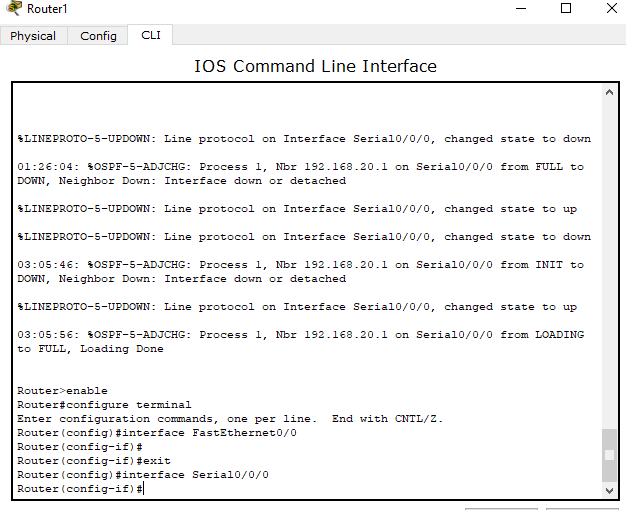 Router1
Physical Config CLI
IOS Command Line Interface
%LINEPROTO-5-UPDOWN: Line protocol on Interface Serial0/0/0, changed state to down
01:26:04: %OSPF-5-ADJCHG: Process 1, Nbr 192.168.20.1 on Serial0/0/0 from FULL to
DOWN, Neighbor Down: Interface down or detached
%LINEPROTO-5-UPDOWN: Line protocol on Interface Serial0/0/0, changed state to up
%LINEPROTO-5-UPDOWN: Line protocol on Interface Serial0/0/0, changed state to down
03:05:46: %OSPF-5-ADJCHG: Process 1, Nbr 192.168.20.1 on Serial0/0/0 from INIT to
DOWN, Neighbor Down: Interface down or detached
%LINEPROTO-5-UPDOWN: Line protocol on Interface Serial0/0/0, changed state to up
03:05:56: %OSPF-5-ADJCHG: Process 1, Nbr 192.168.20.1 on Serial0/0/0 from LOADING
to FULL, Loading Done
Router>enable
Router#configure terminal
Enter configuration commands, one per line.  End with CNTL/Z.
Router(config)#interface FastEthernet0/0
Router(config-if)#
Router(config-if)#exit
Router(config)#interface Serial0/0/0
Router(config-if)#